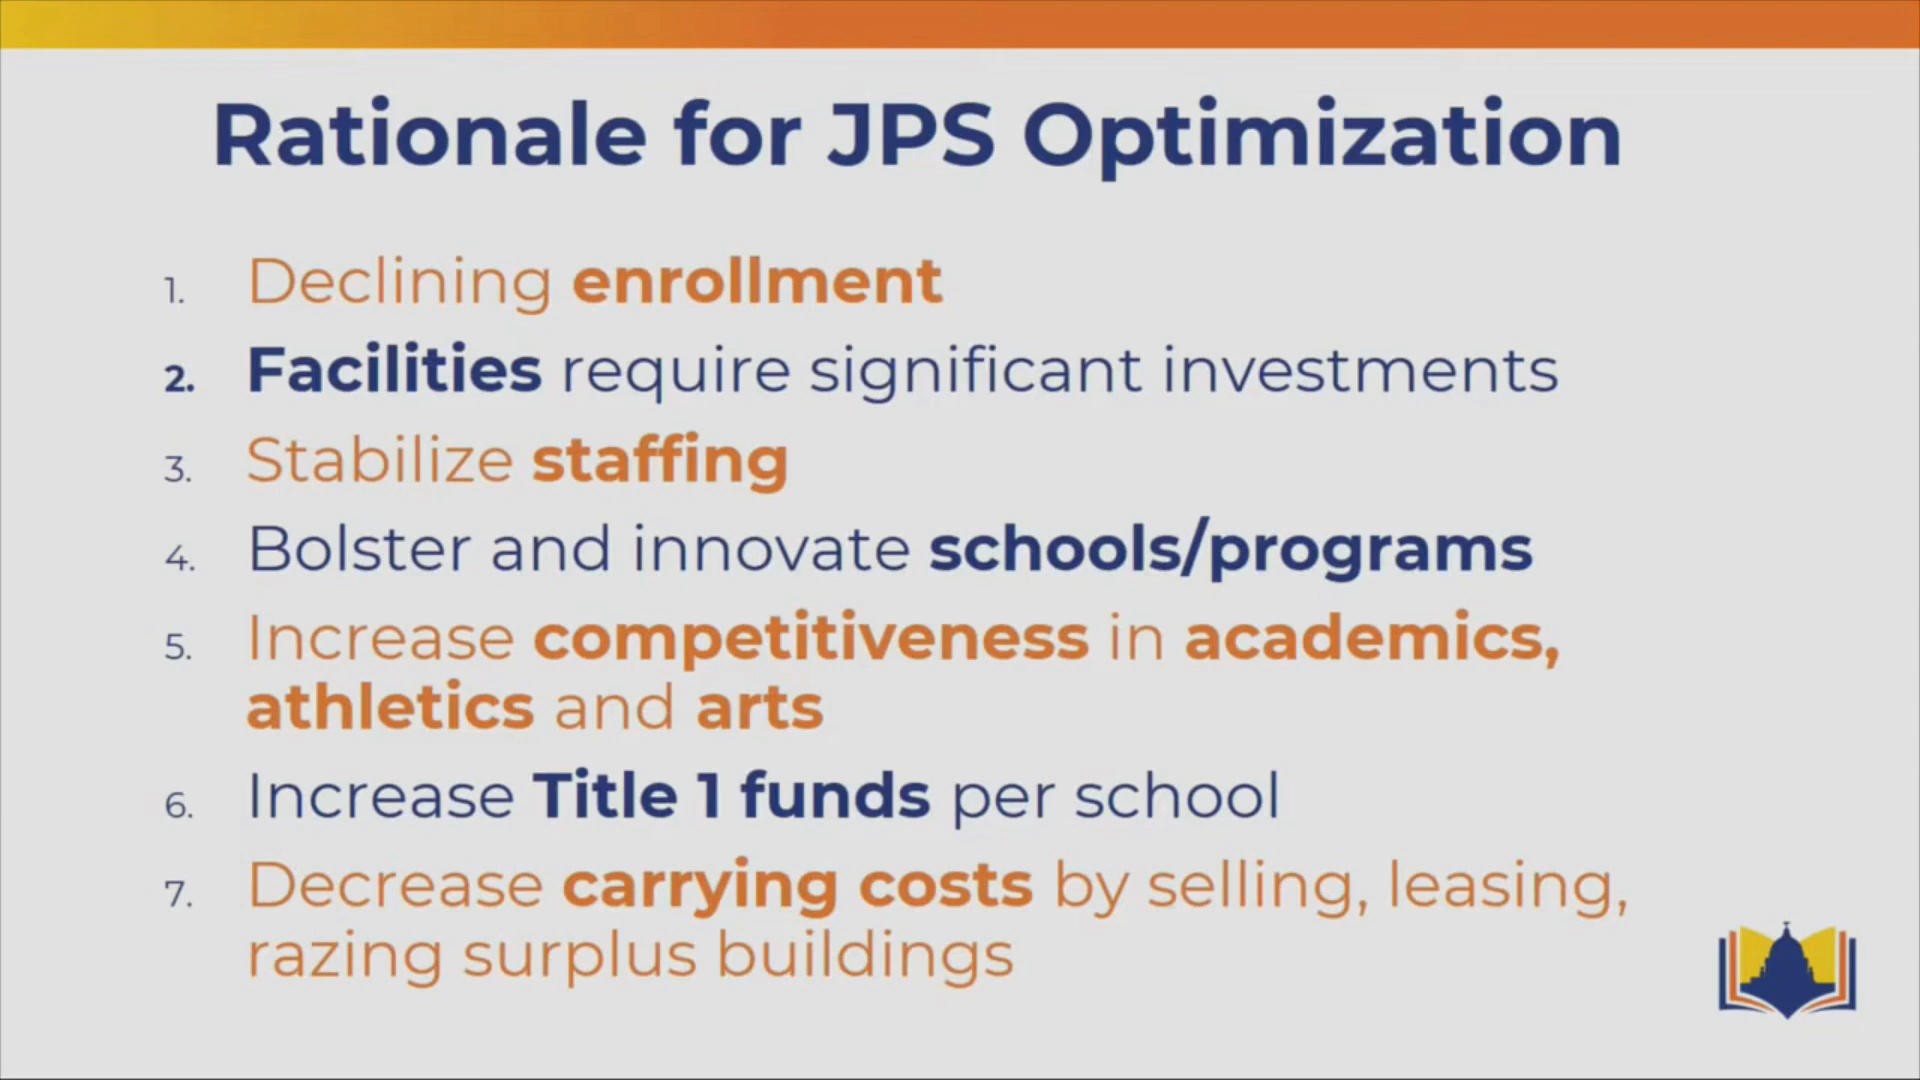 Rationale for JPS Optimization
1. Declining enrollment
2. Facilities require significant investments
3. Stabilize staffing
4. Bolster and innovate schools/programs
5. Increase competitiveness in academics,
athletics and arts
6. Increase Title 1 funds per school
7. Decrease carrying costs by selling, leasing,
razing surplus buildings